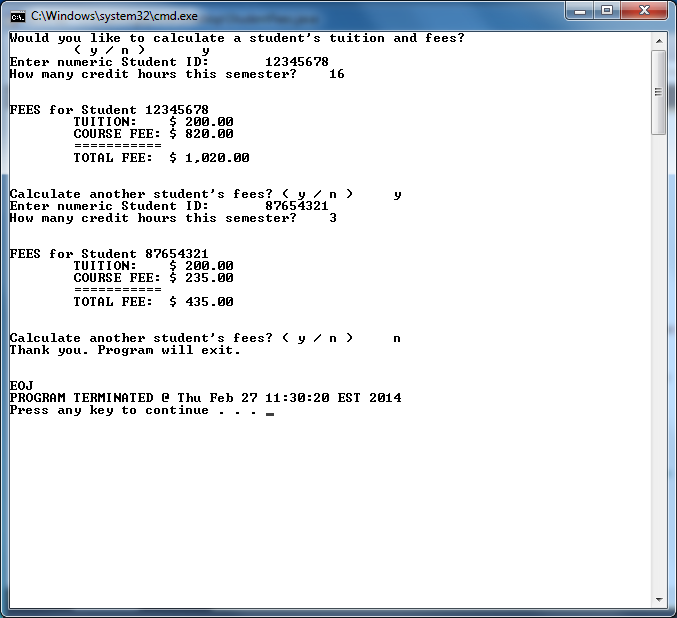 C:\Windows\system32\cmd.exe
Would you like to calculate a student's tuition and fees?
( y / n )       y
Enter numeric Student ID:       12345678
How many credit hours this semester?    16
FEES for Student 12345678
TUITION:    $ 200.00
COURSE FEE: $ 820.00
===========
TOTAL FEE:  $ 1,020.00
Calculate another student's fees? ( y / n )     y
Enter numeric Student ID:       87654321
How many credit hours this semester?    3
FEES for Student 87654321
TUITION:    $ 200.00
COURSE FEE: $ 235.00
===========
TOTAL FEE:  $ 435.00
Calculate another student's fees? ( y / n )     n
Thank you. Program will exit.
EOJ
PROGRAM TERMINATED @ Thu Feb 27 11:30:20 EST 2014
Press any key to continue . . . _